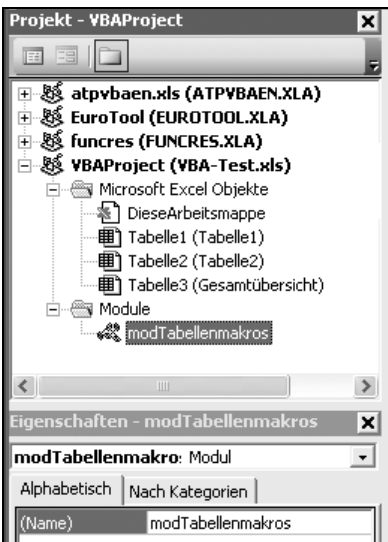 Projekt - VBAProject
atpvbaen.xls (ATPVBAEN.XLA)
EuroTool (EUROTOOL.XLA)
funcres (FUNCRES.XLA)
VBAProject (VBA-Test.xls)
Microsoft Excel Objekte
DieseArbeitsmappe
Tabelle1 (Tabelle1)
Tabelle2 (Tabelle2)
Tabelle3 (Gesamtübersicht)
Module
modTabellenmakros
Eigenschaften - modTabellenmakros
modTabellenmakro: Modul
Alphabetisch Nach Kategorien
(Name) modTabellenmakros